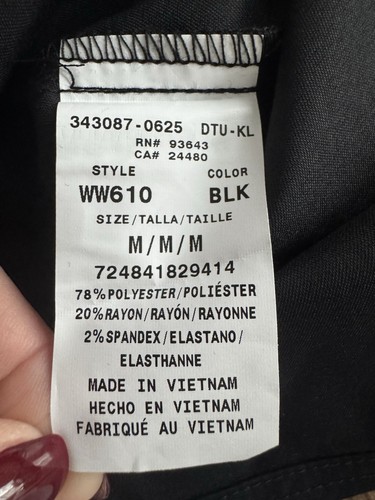 343087-0625 DTU-KL
RN# 93643
CA# 24480
STYLE COLOR
WW610 BLK
SIZE/TALLA/TAILLE
M/M/M
724841829414
78%POLYESTER/POLIÉSTER
20%RAYON/RAYÓN/RAYONNE
2%SPANDEX/ELASTANO/
ELASTHANNE
MADE IN VIETNAM
HECHO EN VIETNAM
FABRIQUÉ AU VIETNAM